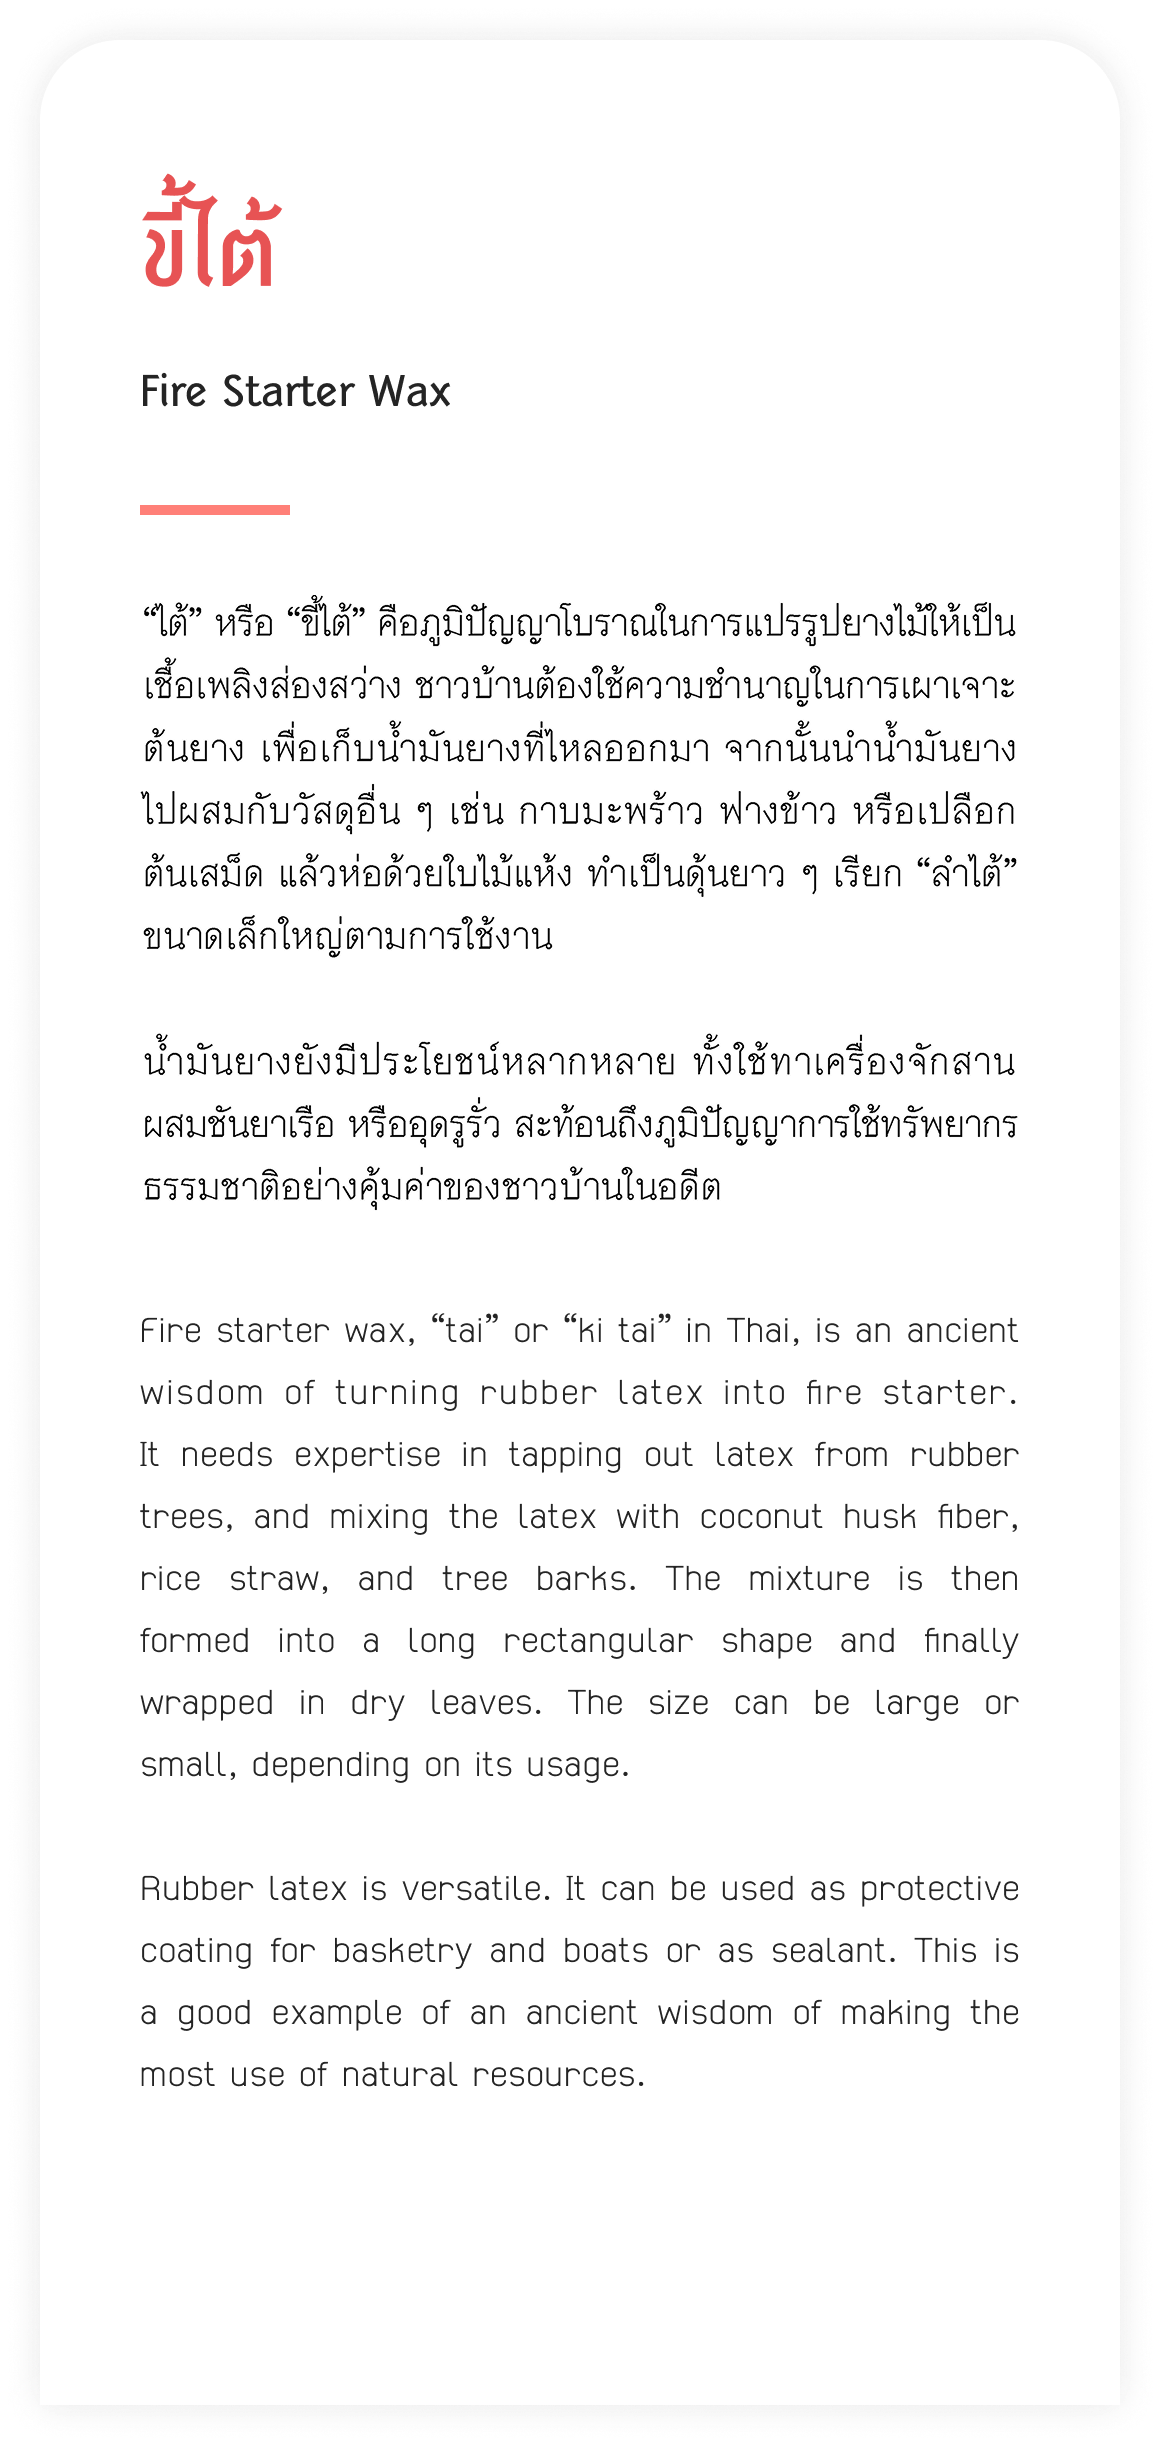 ขี้ไต้
Fire Starter Wax
“ไต้” หรือ “ขี้ไต้” คือภูมิปัญญาโบราณในการแปรรูปยางไม้ให้เป็น
เชื้อเพลิงส่องสว่าง ชาวบ้านต้องใช้ความชำนาญในการเผาเจาะ
ต้นยาง เพื่อเก็บน้ำมันยางที่ไหลออกมา จากนั้นนำน้ำมันยาง
ไปผสมกับวัสดุอื่น ๆ เช่น กาบมะพร้าว ฟางข้าว หรือเปลือก
ต้นเสม็ด แล้วห่อด้วยใบไม้แห้ง ทำเป็นดุ้นยาว ๆ เรียก “ลำไต้”
ขนาดเล็กใหญ่ตามการใช้งาน
น้ำมันยางยังมีประโยชน์หลากหลาย ทั้งใช้ทาเครื่องจักสาน
ผสมชันยาเรือ หรืออุดรูรั่ว สะท้อนถึงภูมิปัญญาการใช้ทรัพยากร
ธรรมชาติอย่างคุ้มค่าของชาวบ้านในอดีต
Fire starter wax, “tai” or “ki tai” in Thai, is an ancient
wisdom of turning rubber latex into fire starter.
It needs expertise in tapping out latex from rubber
trees, and mixing the latex with coconut husk fiber,
rice straw, and tree barks. The mixture is then
formed into a long rectangular shape and finally
wrapped in dry leaves. The size can be large or
small, depending on its usage.
Rubber latex is versatile. It can be used as protective
coating for basketry and boats or as sealant. This is
a good example of an ancient wisdom of making the
most use of natural resources.